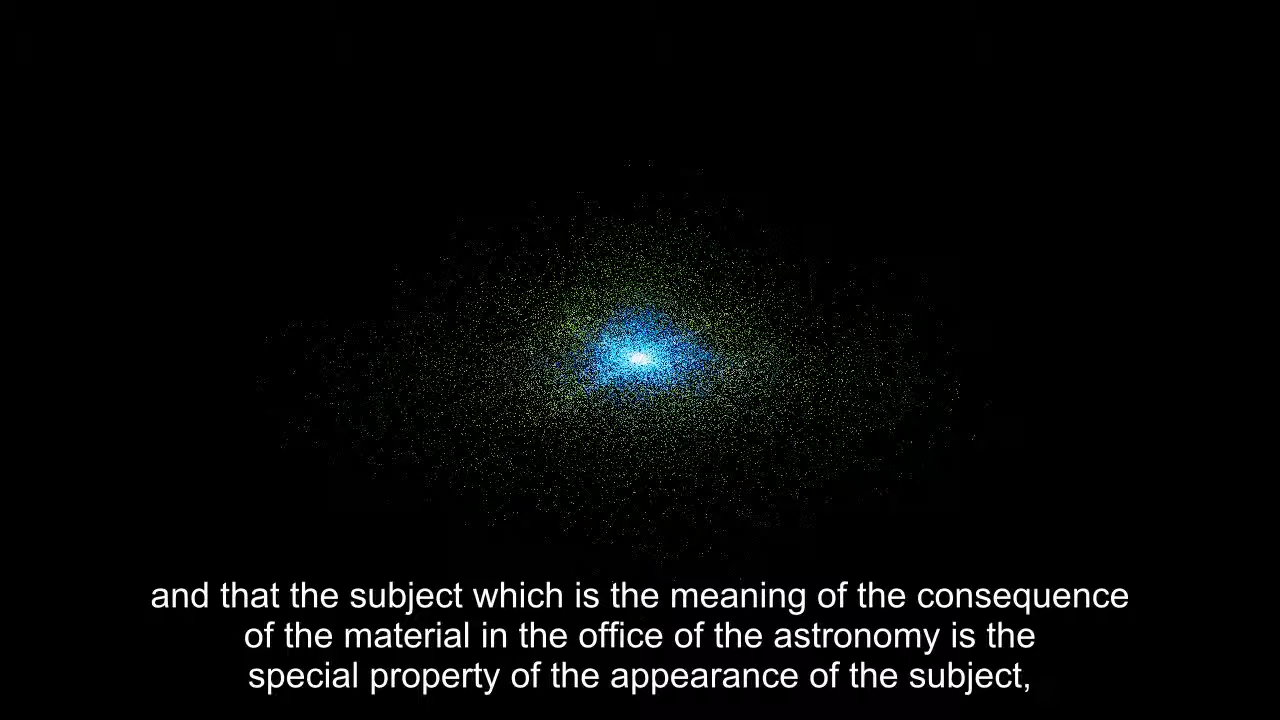 and that the subject which is the meaning of the consequence
of the material in the office of the astronomy is the
special property of the appearance of the subject,